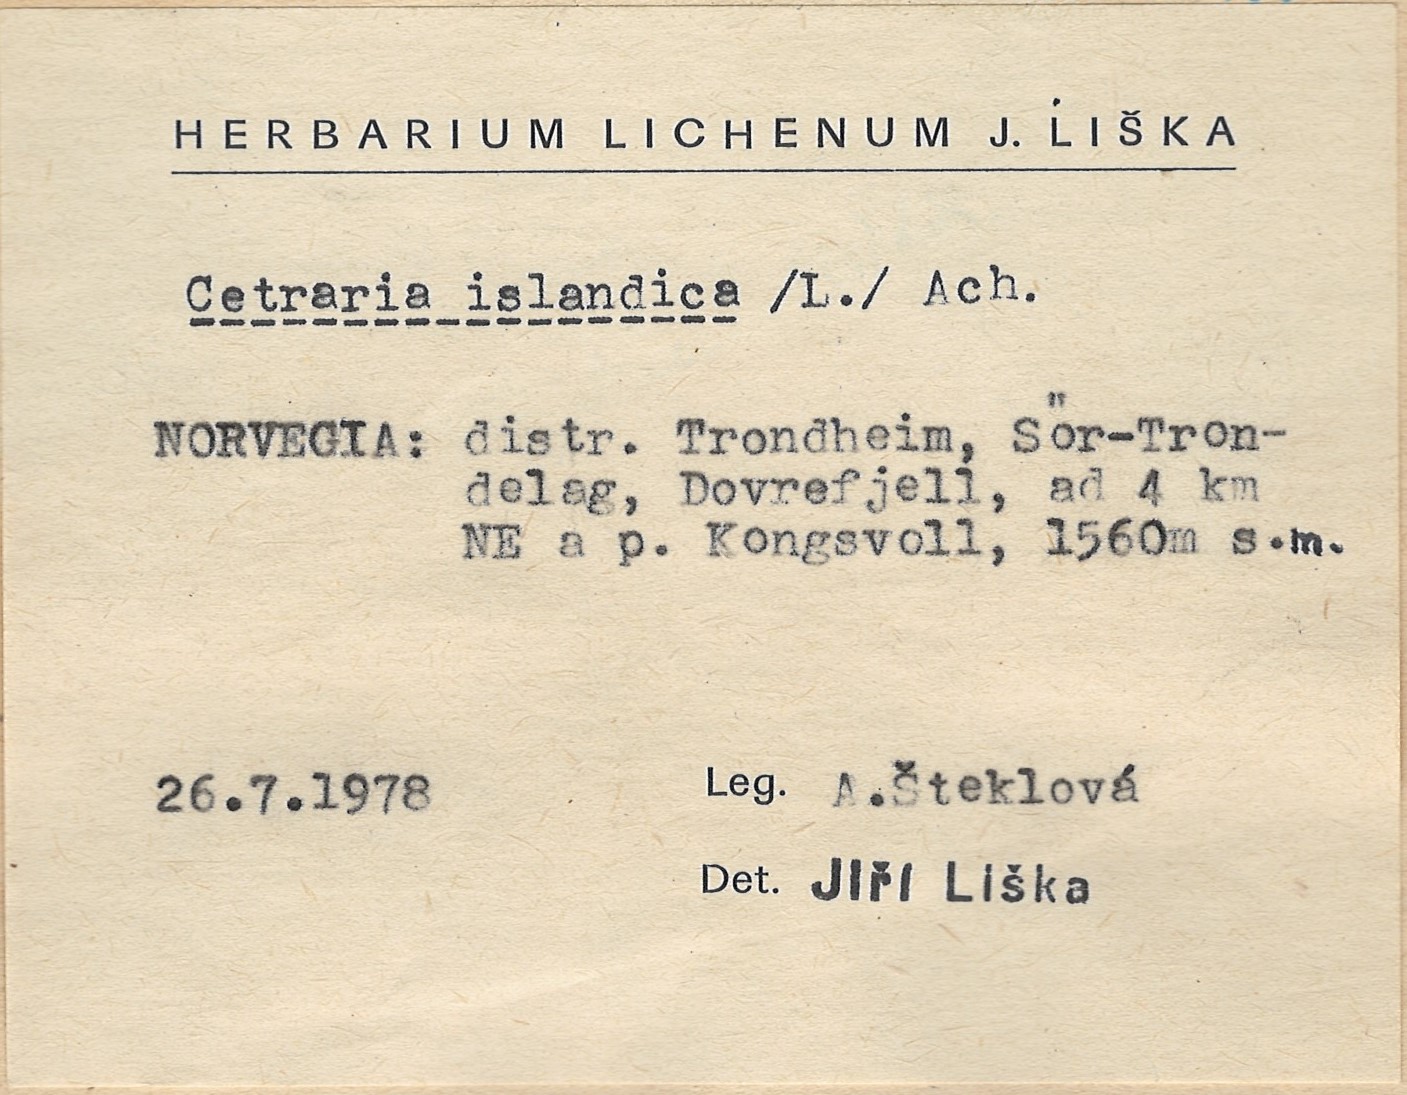 HERBARIUM LICHENUM J. LIŠKA
Cetraria islandica /L./ Ach.
NORVEGIA: distr. Trondheim, Sör-Tron-
delag, Dovrefjell, ad 4 km
NE a p. Kongsvoll, 1560m s.m.
26.7.1978 Leg. A.Šteklová
Det. Jiří Liška